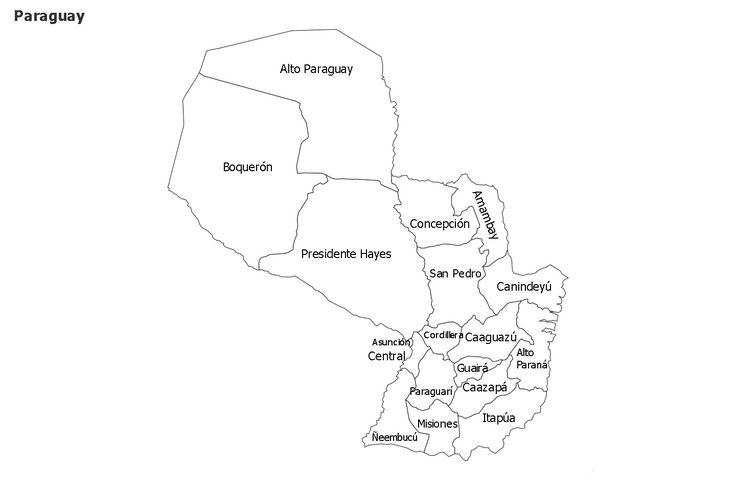 Paraguay
Alto Paraguay
Boquerón
Amambay
Concepción
Presidente Hayes
San Pedro
Canindeyú
Cordillera
Caaguazú
Asunción
Central
Alto
Paraná
Guairá
Caazapá
Paraguarí
Itapúa
Misiones
Ñeembucú